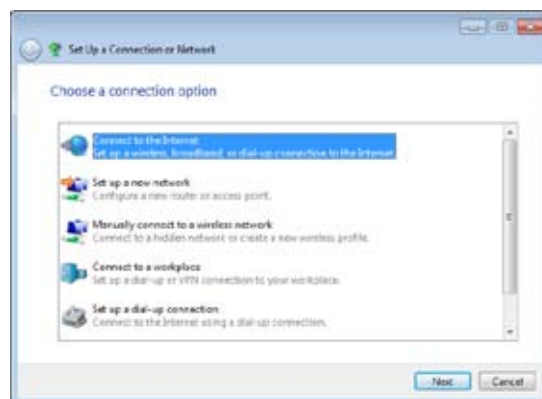 Set Up a Connection or Network
Choose a connection option
Connect to the Internet
Set up a wireless, broadband, or dial-up connection to the Internet.
Set up a new network
Configure a new router or access point.
Manually connect to a wireless network
Connect to a hidden network or create a new wireless profile.
Connect to a workplace
Set up a dial-up or VPN connection to your workplace.
Set up a dial-up connection
Connect to the Internet using a dial-up connection.
Next
Cancel